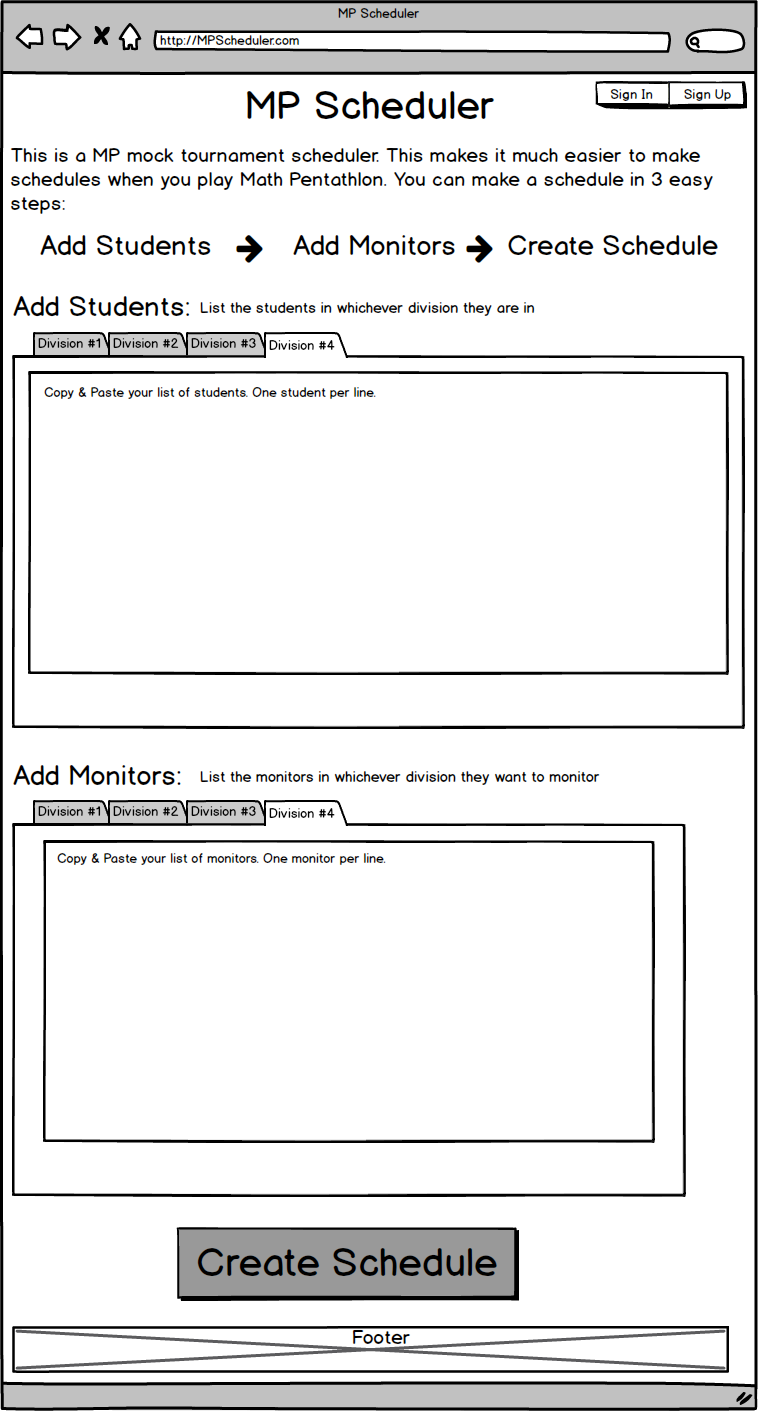 MP Scheduler
http://MPScheduler.com
Sign In Sign Up
MP Scheduler
This is a MP mock tournament scheduler. This makes it much easier to make
schedules when you play Math Pentathlon. You can make a schedule in 3 easy
steps:
Add Students Add Monitors Create Schedule
Add Students: List the students in whichever division they are in
Division #1 Division #2 Division #3 Division #4
Copy & Paste your list of students. One student per line.
Add Monitors: List the monitors in whichever division they want to monitor
Division #1 Division #2 Division #3 Division #4
Copy & Paste your list of monitors. One monitor per line.
Create Schedule
Footer